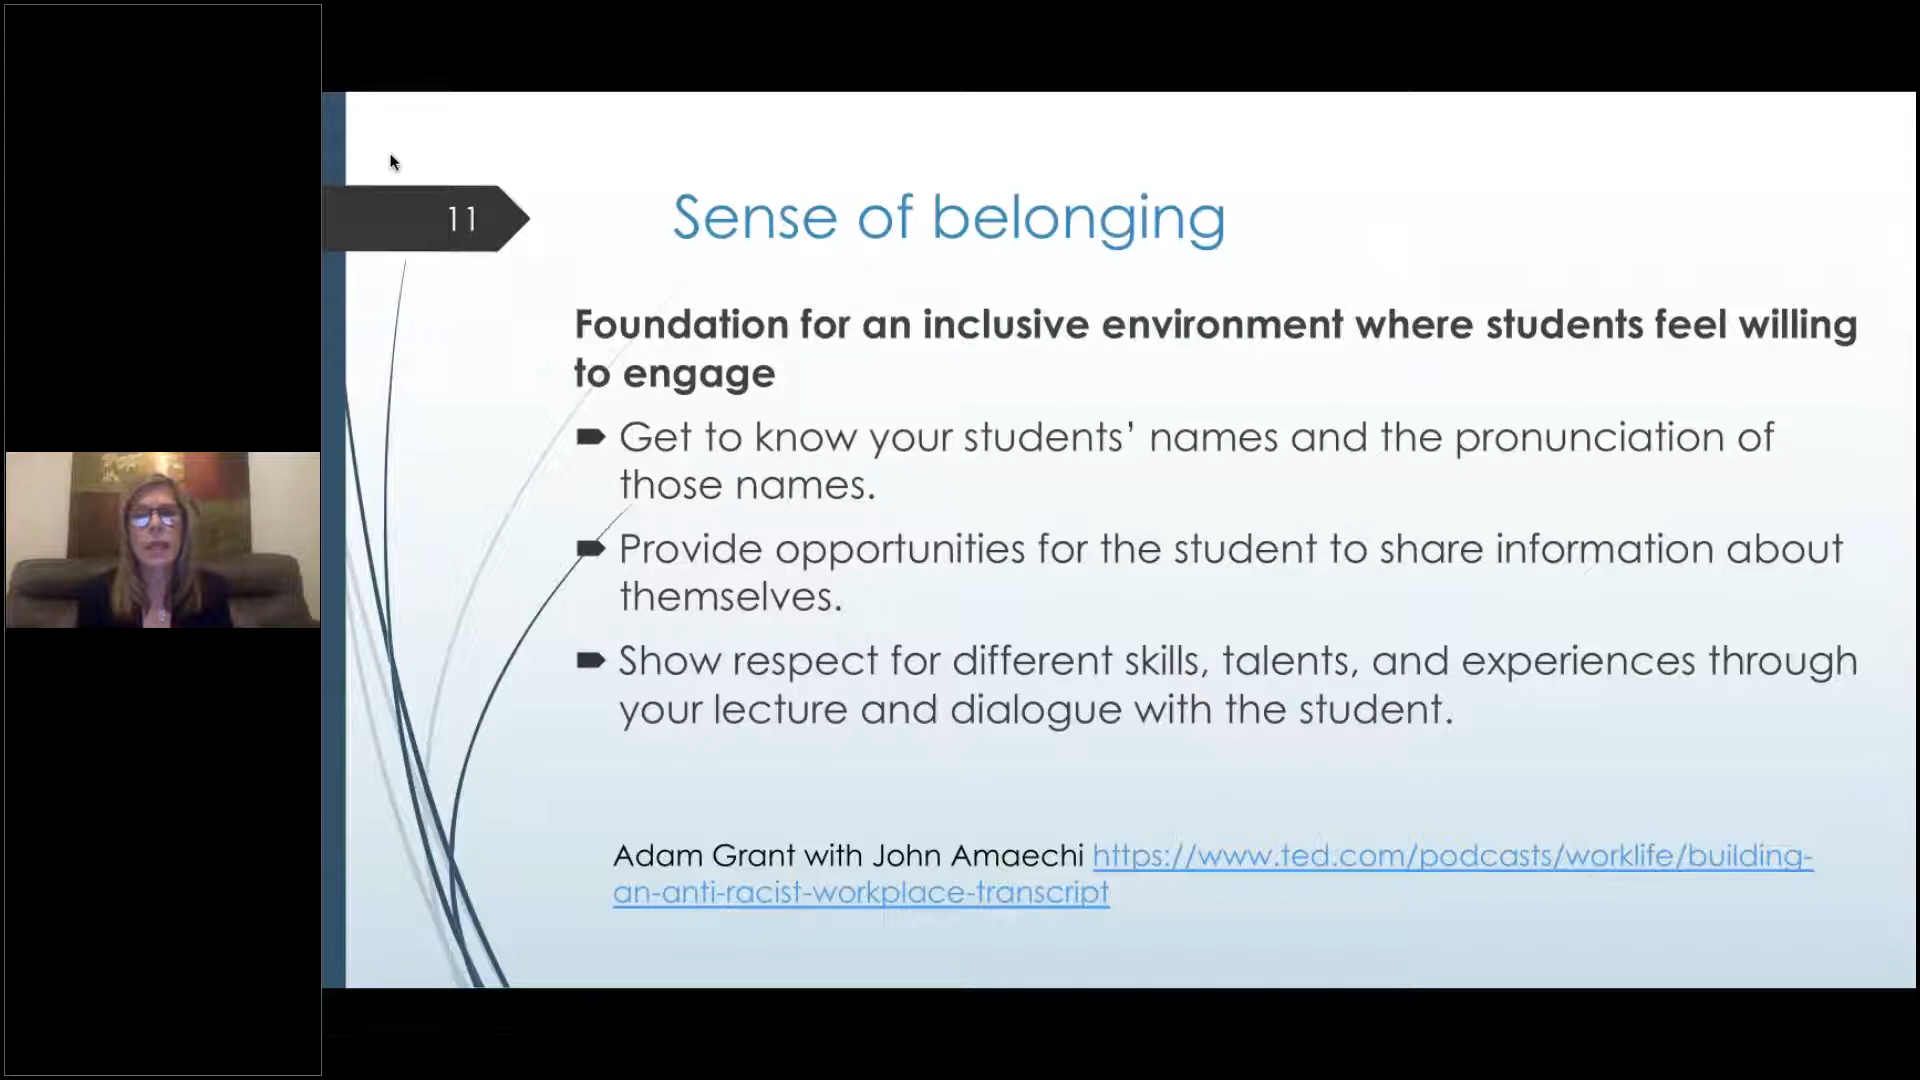 11
Sense of belonging
Foundation for an inclusive environment where students feel willing
to engage
Get to know your students’ names and the pronunciation of
those names.
Provide opportunities for the student to share information about
themselves.
Show respect for different skills, talents, and experiences through
your lecture and dialogue with the student.
Adam Grant with John Amaechi https://www.ted.com/podcasts/worklife/building-
an-anti-racist-workplace-transcript